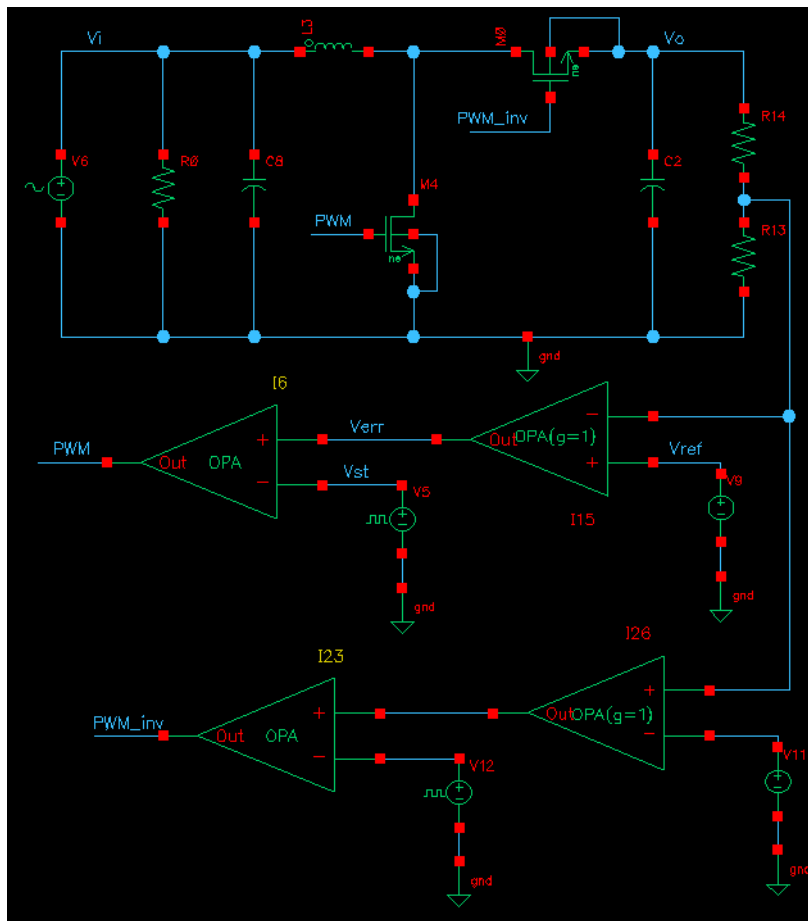 L3
Vi
M0
Vo
ne
PWM_inv
R14
V6
R0
C8
C2
M4
PWM
R13
ne
gnd
I6
OPA(g=1)
Verr
PWM
Out
OPA
Out
Vref
Vst
V5
V9
I15
gnd
gnd
I26
I23
PWM_inv
Out
OPA
Out
OPA(g=1)
V12
V11
gnd
gnd